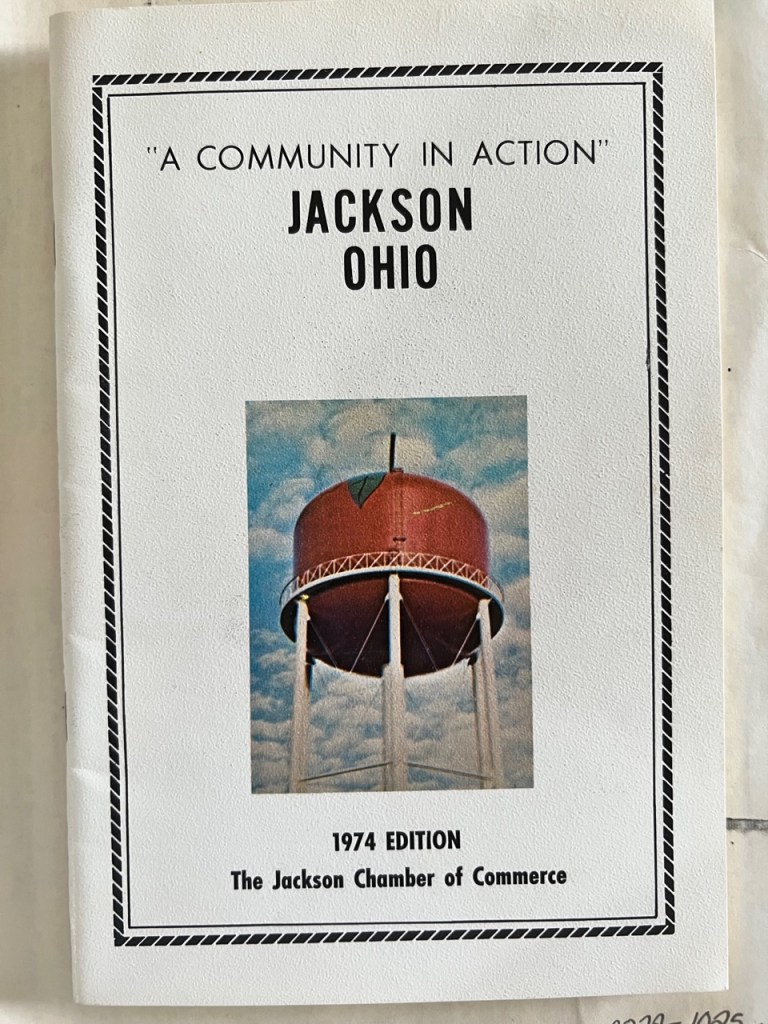 "A COMMUNITY IN ACTION"
JACKSON
OHIO
1974 EDITION
The Jackson Chamber of Commerce